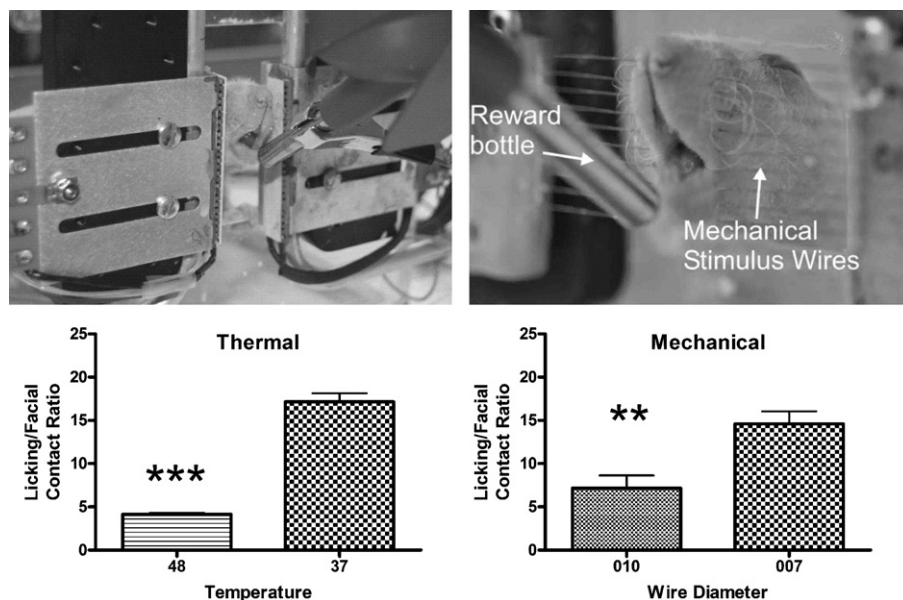 Reward
bottle
Mechanical
Stimulus Wires
Thermal
Licking/Facial
Contact Ratio
25
20
15
10
5
0
***
48
37
Temperature
Mechanical
Licking/Facial
Contact Ratio
25
20
15
10
5
0
**
010
007
Wire Diameter